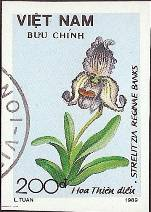 VIỆT NAM
BƯU CHÍNH
STRELITZIA REGINAE BANKS
200đ
Hoa Thiên điểu
L.TUẤN
1989